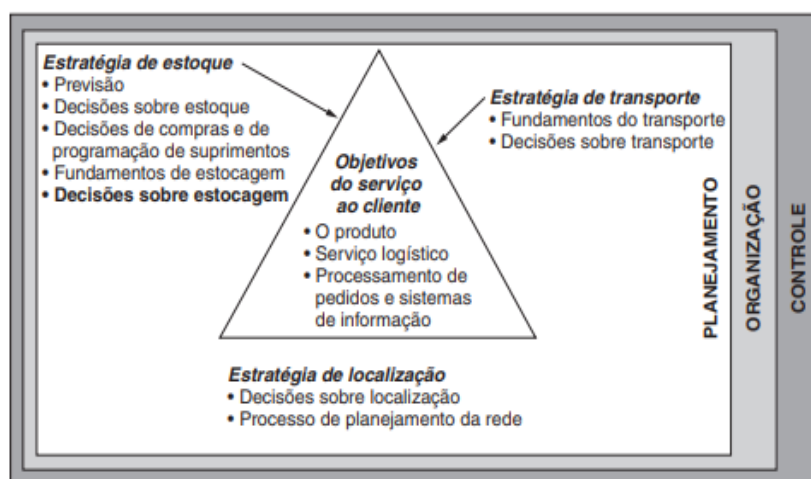 Estratégia de estoque
• Previsão
• Decisões sobre estoque
• Decisões de compras e de
programação de suprimentos
• Fundamentos de estocagem
• Decisões sobre estocagem
Estratégia de transporte
• Fundamentos do transporte
• Decisões sobre transporte
Objetivos
do serviço
ao cliente
• O produto
• Serviço logístico
• Processamento de
pedidos e sistemas
de informação
Estratégia de localização
• Decisões sobre localização
• Processo de planejamento da rede
PLANEJAMENTO
ORGANIZAÇÃO
CONTROLE